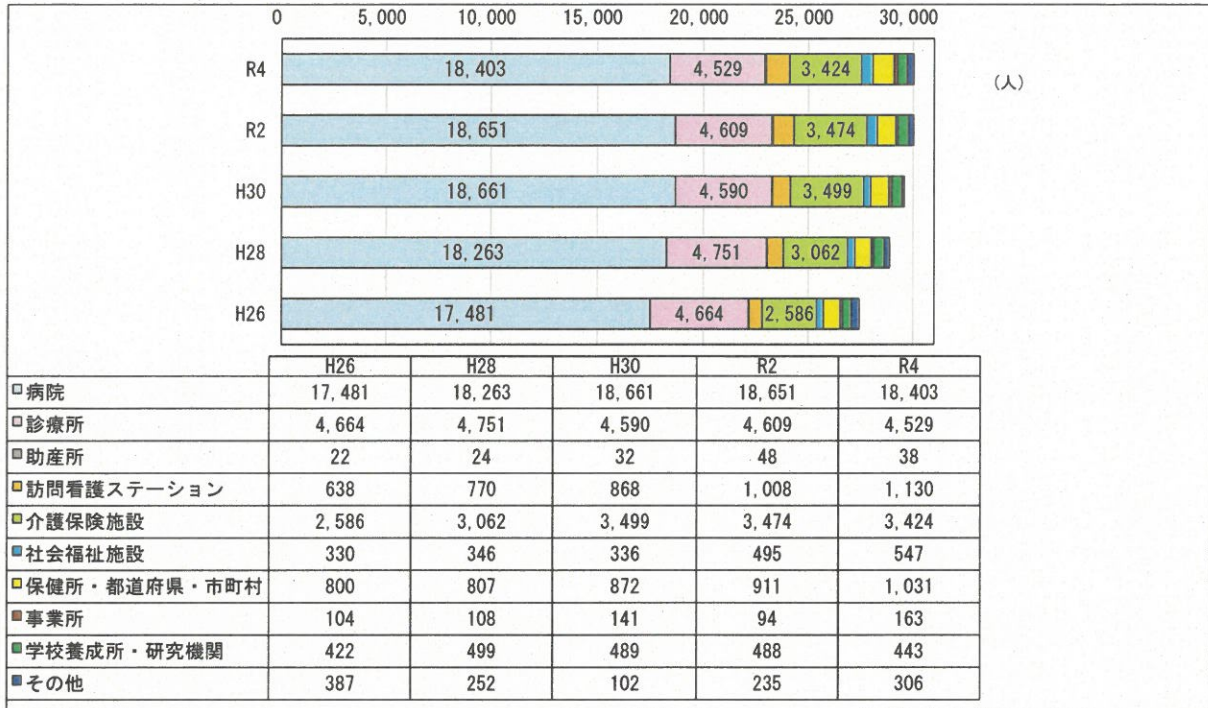 0 5,000 10,000 15,000 20,000 25,000 30,000
(人)
R4 18,403 4,529 3,424
R2 18,651 4,609 3,474
H30 18,661 4,590 3,499
H28 18,263 4,751 3,062
H26 17,481 4,664 2,586
H26 H28 H30 R2 R4
病院 17,481 18,263 18,661 18,651 18,403
診療所 4,664 4,751 4,590 4,609 4,529
助産所 22 24 32 48 38
訪問看護ステーション 638 770 868 1,008 1,130
介護保険施設 2,586 3,062 3,499 3,474 3,424
社会福祉施設 330 346 336 495 547
保健所・都道府県・市町村 800 807 872 911 1,031
事業所 104 108 141 94 163
学校養成所・研究機関 422 499 489 488 443
その他 387 252 102 235 306